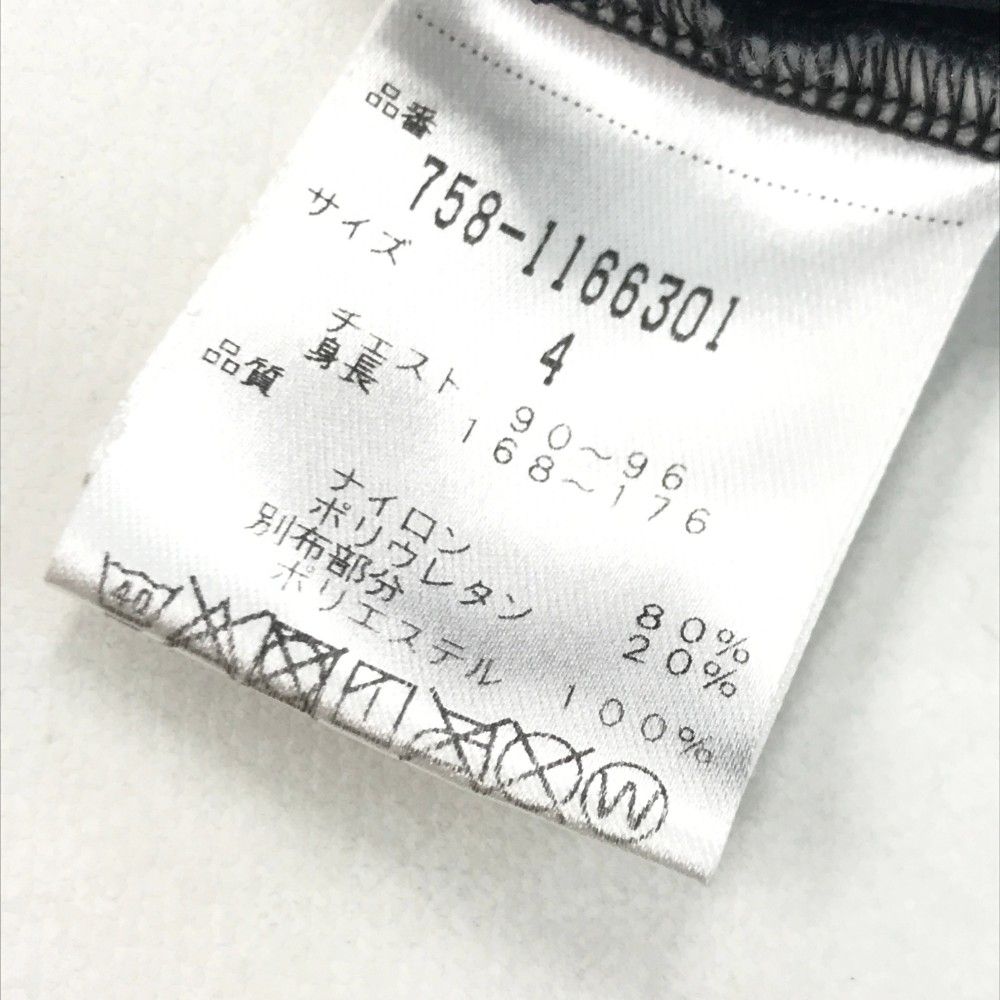 品番
758-1166301
サイズ
4
チェスト 90～96
身長 168～176
品質
ナイロン 80%
ポリウレタン 20%
別布部分
ポリエステル 100%
40
W